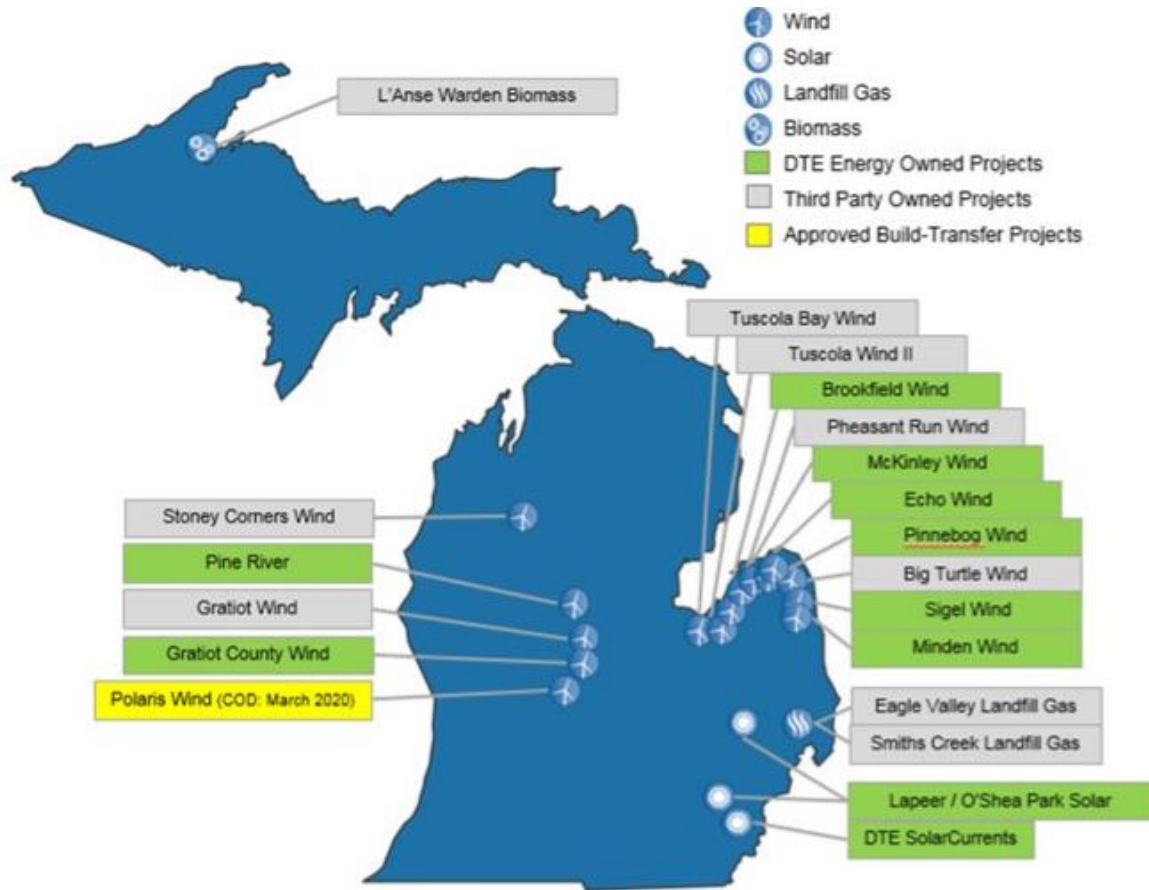 Wind
Solar
Landfill Gas
Biomass
DTE Energy Owned Projects
Third Party Owned Projects
Approved Build-Transfer Projects
L'Anse Warden Biomass
Tuscola Bay Wind
Tuscola Wind II
Brookfield Wind
Pheasant Run Wind
McKinley Wind
Echo Wind
Pinnebog Wind
Big Turtle Wind
Sigel Wind
Minden Wind
Stoney Corners Wind
Pine River
Gratiot Wind
Gratiot County Wind
Polaris Wind (COD: March 2020)
Eagle Valley Landfill Gas
Smiths Creek Landfill Gas
Lapeer / O'Shea Park Solar
DTE SolarCurrents